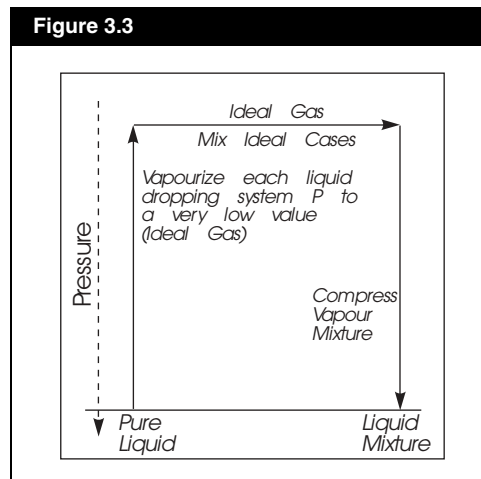 Figure 3.3
Ideal Gas
Mix Ideal Cases
Vapourize each liquid
dropping system P to
a very low value
(Ideal Gas)
Pressure
Compress
Vapour
Mixture
Pure
Liquid
Liquid
Mixture